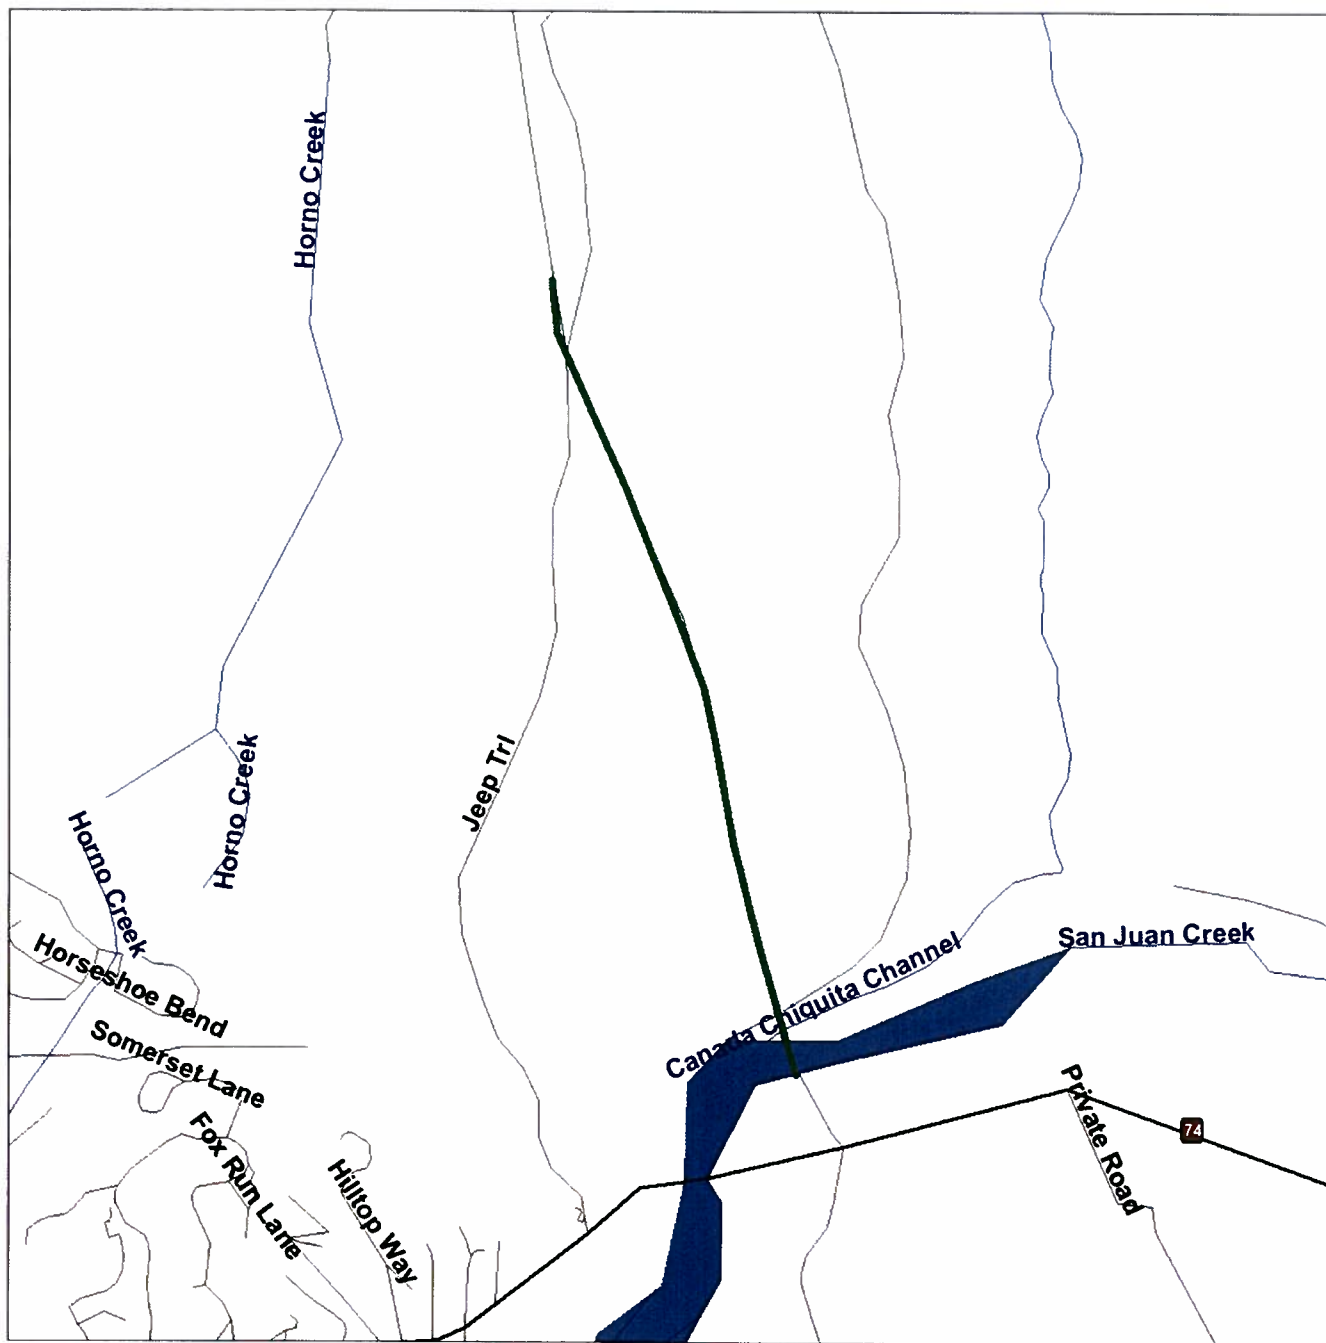 Horno Creek
Jeep Trl
Horno Creek
Horno Creek
Canada Chiquita Channel
San Juan Creek
Horseshoe Bend
Somerset Lane
Fox Run Lane
Hilltop Way
Private Road
74